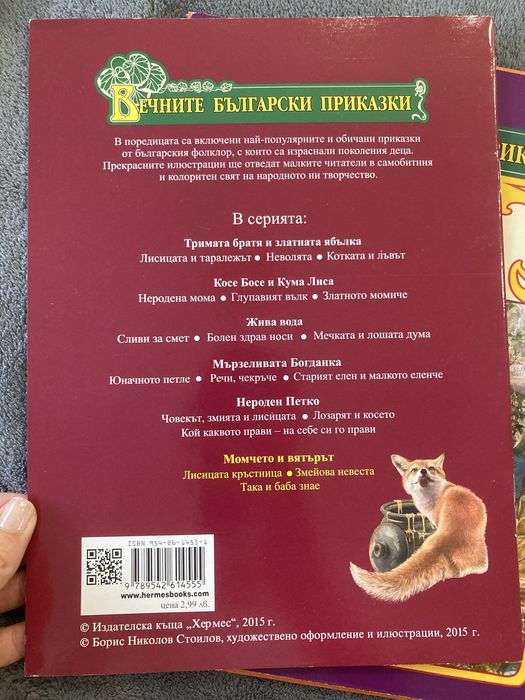 ВЕЧНИТЕ БЪЛГАРСКИ ПРИКАЗКИ
В поредицата са включени най-популярните и обичани приказки
от българския фолклор, с които са израснали поколения деца.
Прекрасните илюстрации ще отведат малките читатели в самобитния
и колоритен свят на народното ни творчество.
В серията:
Тримата братя и златната ябълка
Лисицата и таралежът • Неволята • Котката и лъвът
Косе Босе и Кума Лиса
Неродена мома • Глупавият вълк • Златното момиче
Жива вода
Сливи за смет • Болен здрав носи • Мечката и лошата дума
Мързеливата Богданка
Юначното петле • Речи, чекръче • Старият елен и малкото еленче
Нероден Петко
Човекът, змията и лисицата • Лозарят и косето
Кой каквото прави – на себе си го прави
Момчето и вятърът
Лисицата кръстница • Змейова невеста
Така и баба знае
ISBN 954-26-1455-1
9 789542 614555
www.hermesbooks.com
цена 2,99 лв.
© Издателска къща „Хермес", 2015 г.
© Борис Николов Стоилов, художествено оформление и илюстрации, 2015 г.